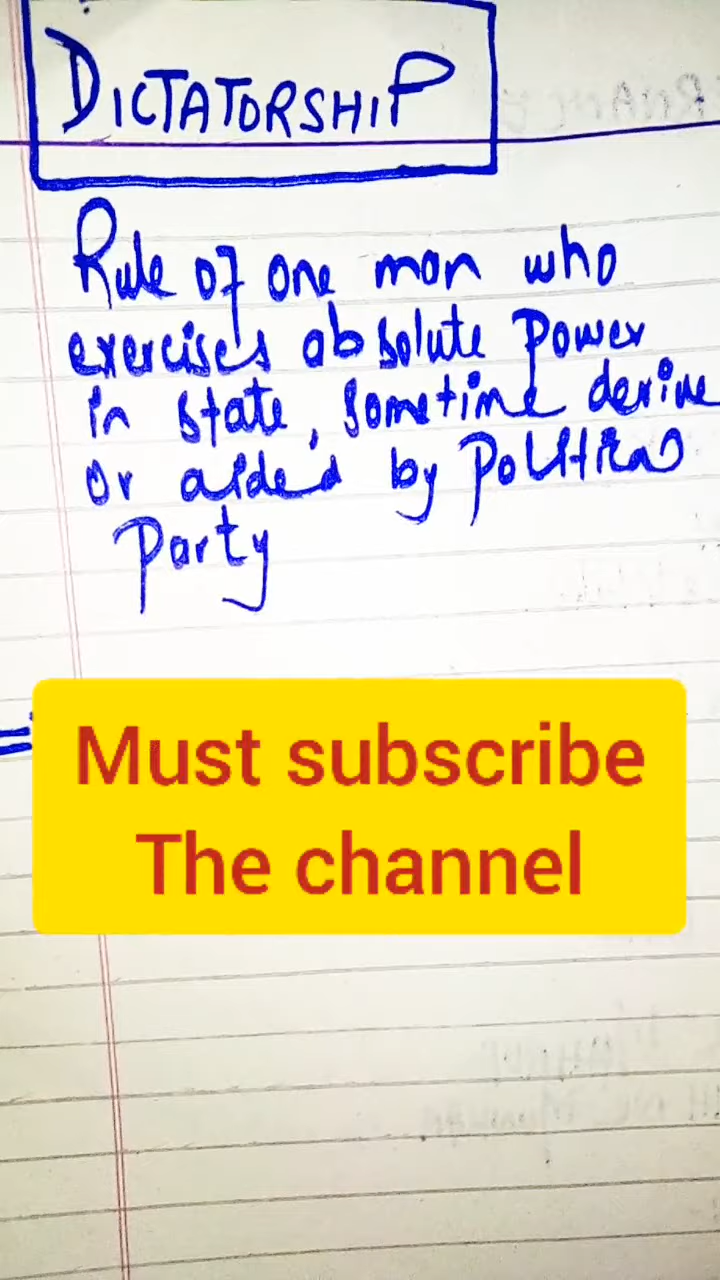 DICTATORSHIP
Rule of one man who
exercises absolute Power
in state, sometime derive
or aided by Political
Party
Must subscribe
The channel